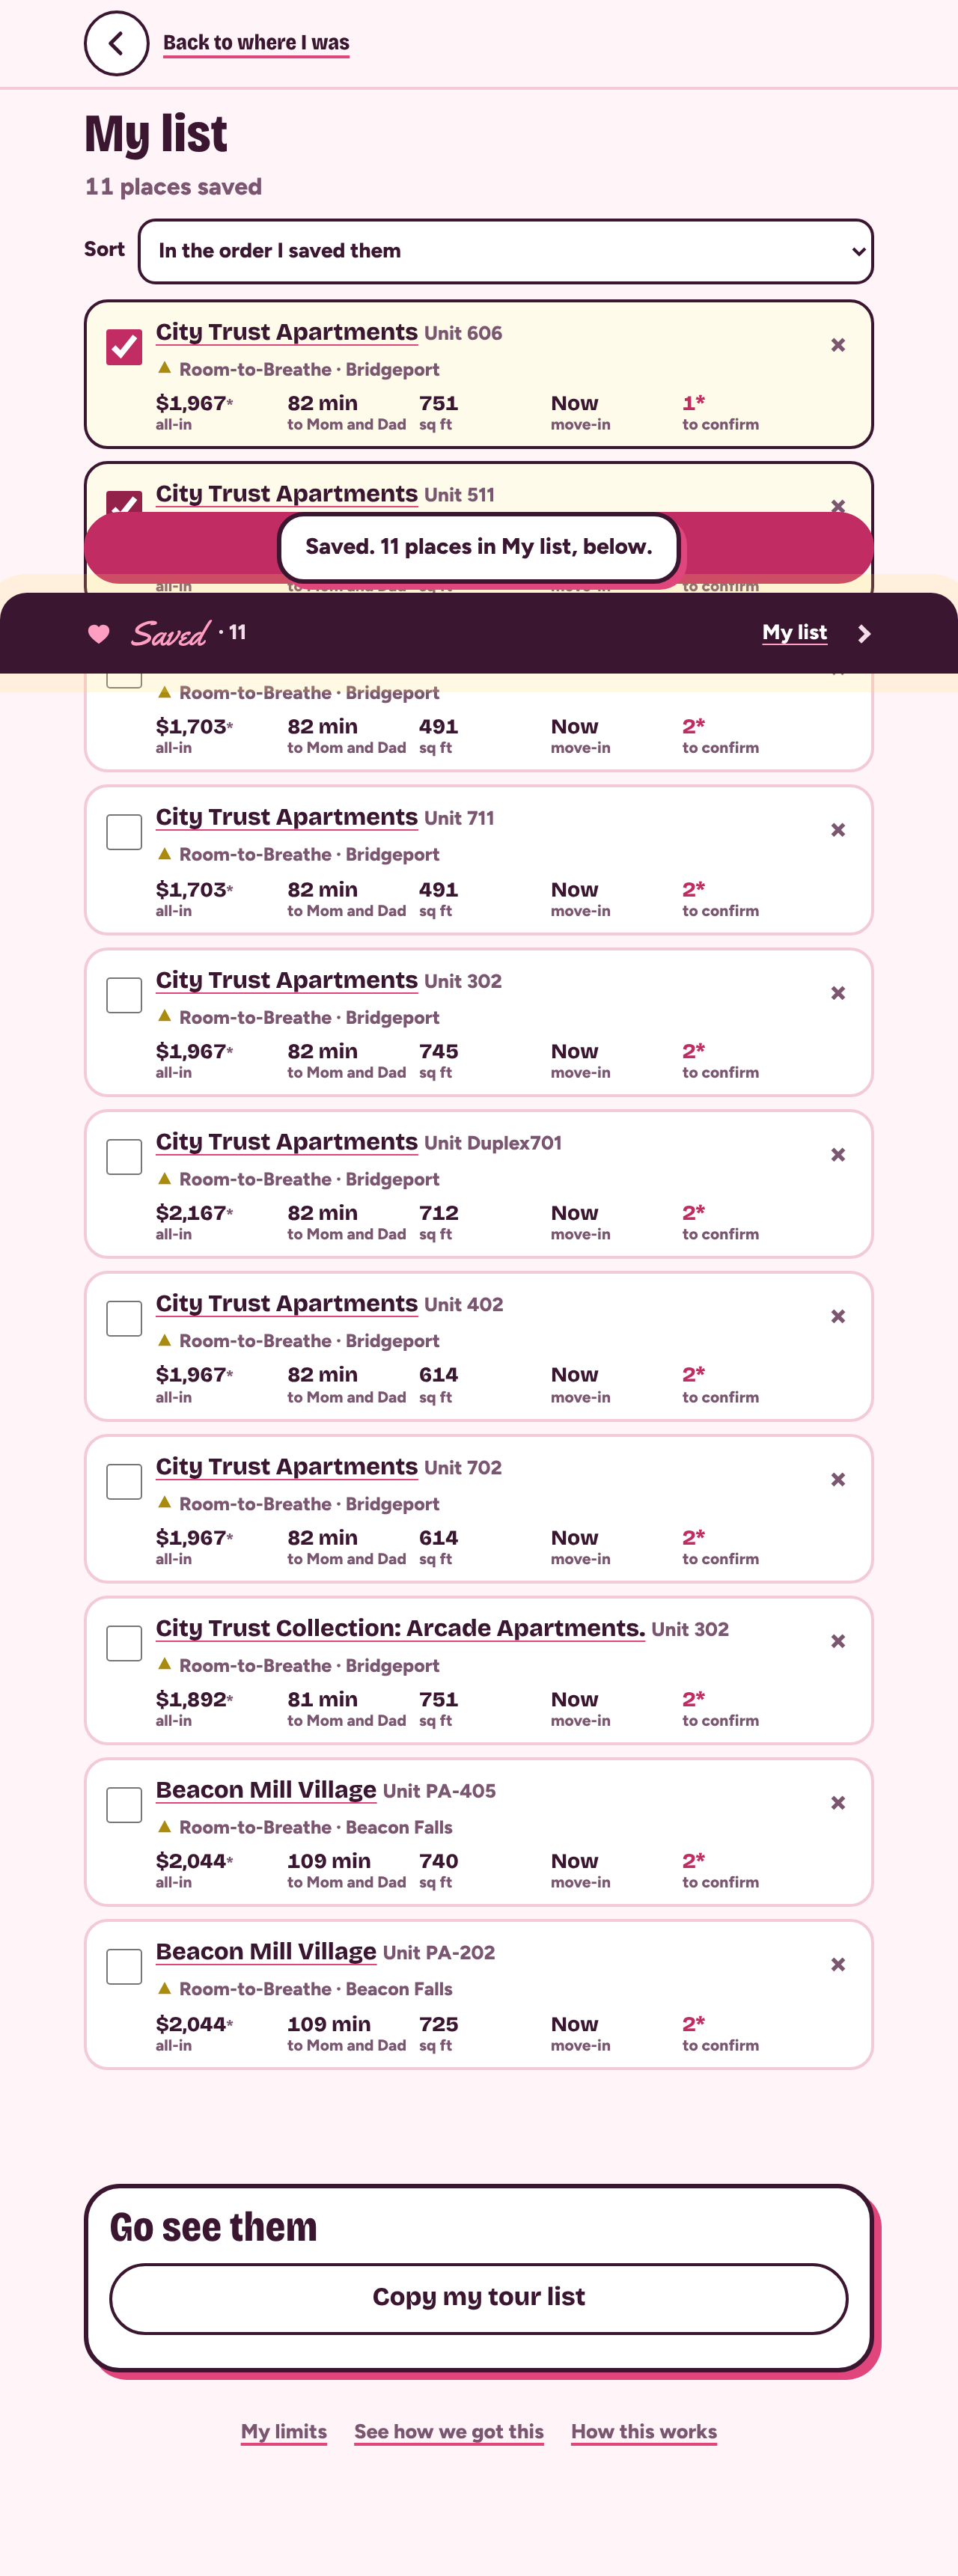 Back to where I was
My list
11 places saved
Sort
In the order I saved them
City Trust Apartments Unit 606
Room-to-Breathe · Bridgeport
$1,967* 82 min 751 Now 1*
all-in to Mom and Dad sq ft move-in to confirm
City Trust Apartments Unit 511
Saved. 11 places in My list, below.
all-in to Mom and Dad sq ft move-in to confirm
Saved · 11 My list
Room-to-Breathe · Bridgeport
$1,703* 82 min 491 Now 2*
all-in to Mom and Dad sq ft move-in to confirm
City Trust Apartments Unit 711
Room-to-Breathe · Bridgeport
$1,703* 82 min 491 Now 2*
all-in to Mom and Dad sq ft move-in to confirm
City Trust Apartments Unit 302
Room-to-Breathe · Bridgeport
$1,967* 82 min 745 Now 2*
all-in to Mom and Dad sq ft move-in to confirm
City Trust Apartments Unit Duplex701
Room-to-Breathe · Bridgeport
$2,167* 82 min 712 Now 2*
all-in to Mom and Dad sq ft move-in to confirm
City Trust Apartments Unit 402
Room-to-Breathe · Bridgeport
$1,967* 82 min 614 Now 2*
all-in to Mom and Dad sq ft move-in to confirm
City Trust Apartments Unit 702
Room-to-Breathe · Bridgeport
$1,967* 82 min 614 Now 2*
all-in to Mom and Dad sq ft move-in to confirm
City Trust Collection: Arcade Apartments. Unit 302
Room-to-Breathe · Bridgeport
$1,892* 81 min 751 Now 2*
all-in to Mom and Dad sq ft move-in to confirm
Beacon Mill Village Unit PA-405
Room-to-Breathe · Beacon Falls
$2,044* 109 min 740 Now 2*
all-in to Mom and Dad sq ft move-in to confirm
Beacon Mill Village Unit PA-202
Room-to-Breathe · Beacon Falls
$2,044* 109 min 725 Now 2*
all-in to Mom and Dad sq ft move-in to confirm
Go see them
Copy my tour list
My limits See how we got this How this works